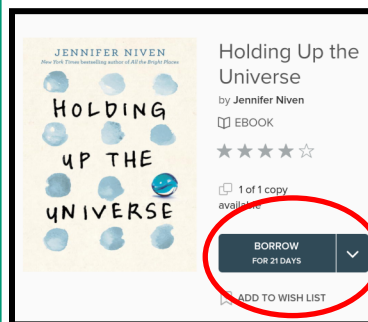 JENNIFER NIVEN
New York Times bestselling author of All the Bright Places
HOLDING
UP THE
UNIVERSE
Holding Up the
Universe
by Jennifer Niven
EBOOK
1 of 1 copy
available
BORROW
FOR 21 DAYS
ADD TO WISH LIST